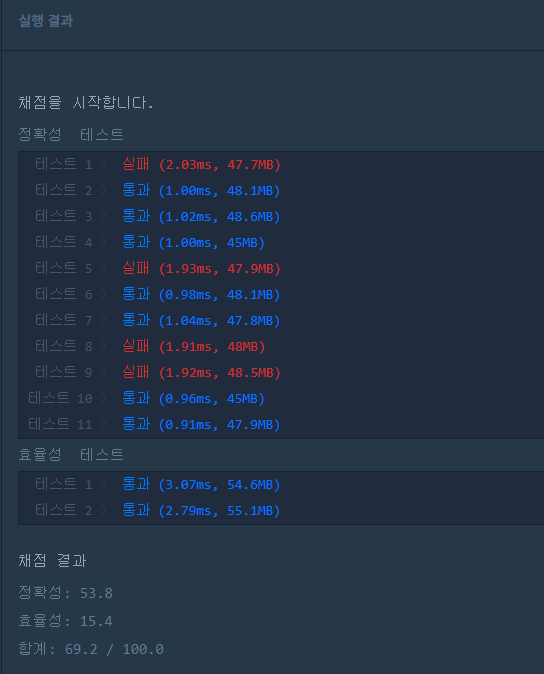 실행 결과
채점을 시작합니다.
정확성 테스트
테스트 1 〉 실패 (2.03ms, 47.7MB)
테스트 2 〉 통과 (1.00ms, 48.1MB)
테스트 3 〉 통과 (1.02ms, 48.6MB)
테스트 4 〉 통과 (1.00ms, 45MB)
테스트 5 〉 실패 (1.93ms, 47.9MB)
테스트 6 〉 통과 (0.98ms, 48.1MB)
테스트 7 〉 통과 (1.04ms, 47.8MB)
테스트 8 〉 실패 (1.91ms, 48MB)
테스트 9 〉 실패 (1.92ms, 48.5MB)
테스트 10 〉 통과 (0.96ms, 45MB)
테스트 11 〉 통과 (0.91ms, 47.9MB)
효율성 테스트
테스트 1 〉 통과 (3.07ms, 54.6MB)
테스트 2 〉 통과 (2.79ms, 55.1MB)
채점 결과
정확성: 53.8
효율성: 15.4
합계: 69.2 / 100.0